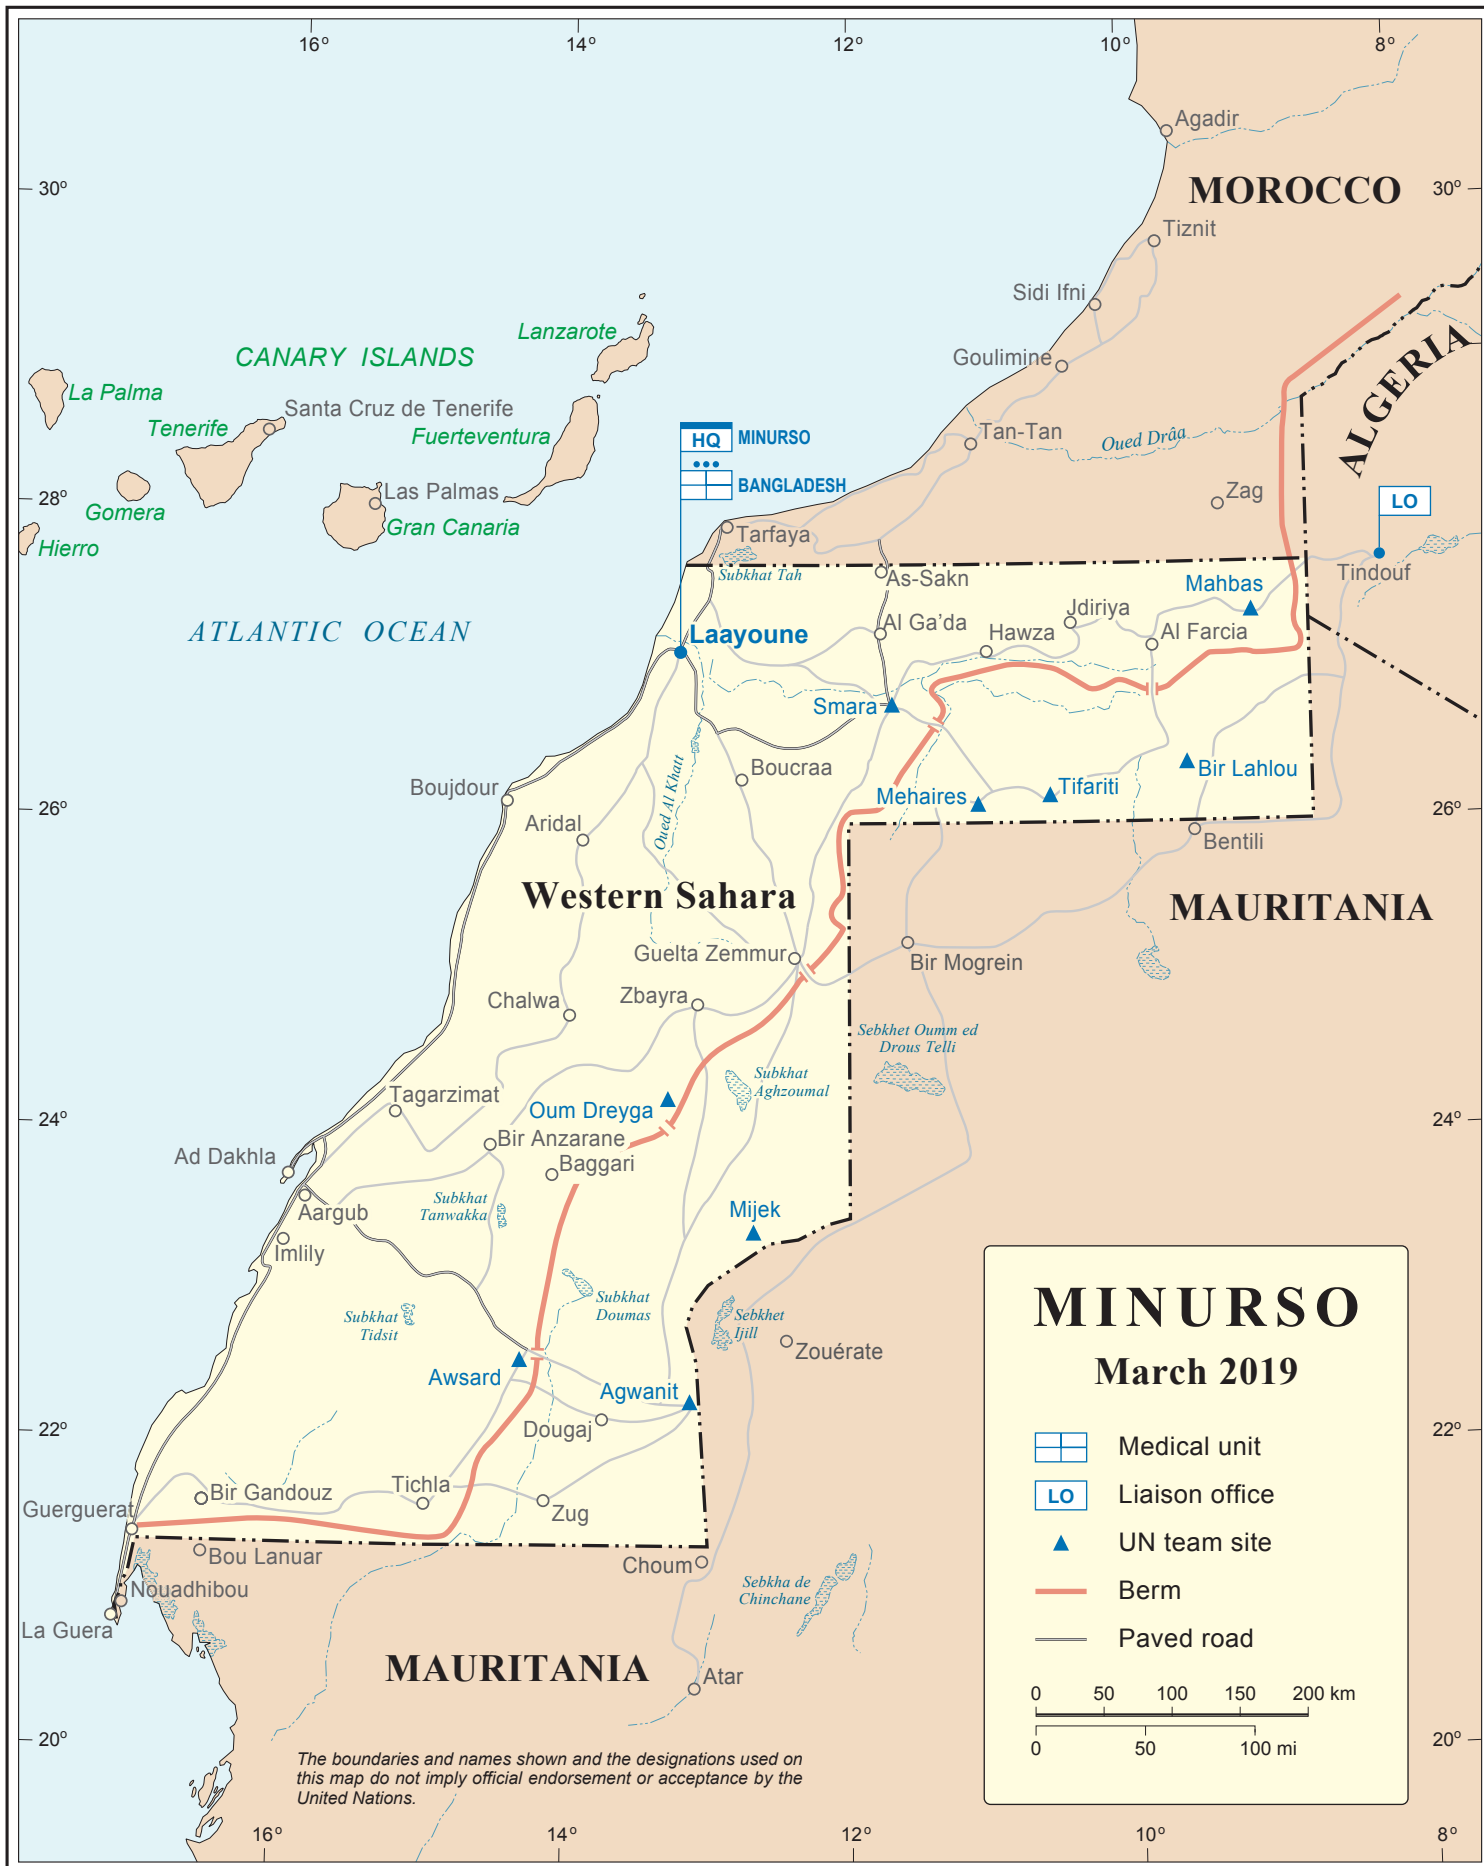 16°
14°
12°
10°
8°
Agadir
30°
MOROCCO
30°
Tiznit
Sidi Ifni
Lanzarote
CANARY ISLANDS
Goulimine
ALGERIA
La Palma
Santa Cruz de Tenerife
Tenerife
Fuerteventura
HQ MINURSO
Tan-Tan
Oued Drâa
BANGLADESH
28°
Las Palmas
Zag
28°
LO
Gomera
Gran Canaria
Hierro
Tarfaya
Subkhat Tah
As-Sakn
Tindouf
Mahbas
Jdiriya
ATLANTIC OCEAN
Laayoune
Al Ga'da
Hawza
Al Farcia
Smara
Oued Al Khatt
Boucraa
Bir Lahlou
Boujdour
Mehaires
Tifariti
26°
26°
Aridal
Bentili
Western Sahara
MAURITANIA
Guelta Zemmur
Bir Mogrein
Chalwa
Zbayra
Sebkhet Oumm ed
Drous Telli
Subkhat
Aghzoumal
Tagarzimat
Oum Dreyga
24°
24°
Bir Anzarane
Ad Dakhla
Baggari
Subkhat
Tanwakka
Aargub
Mijek
Imlily
Subkhat
Doumas
Subkhat
Tidsit
Sebkhet
Ijill
Zouérate
Awsard
Agwanit
22°
22°
Dougaj
Bir Gandouz
Tichla
Zug
Guerguerat
Bou Lanuar
Choum
Nouadhibou
Sebkha de
Chinchane
La Guera
MAURITANIA
Atar
20°
20°
MINURSO
March 2019
Medical unit
LO Liaison office
UN team site
Berm
Paved road
0 50 100 150 200 km
0 50 100 mi
The boundaries and names shown and the designations used on
this map do not imply official endorsement or acceptance by the
United Nations.
16°
14°
12°
10°
8°